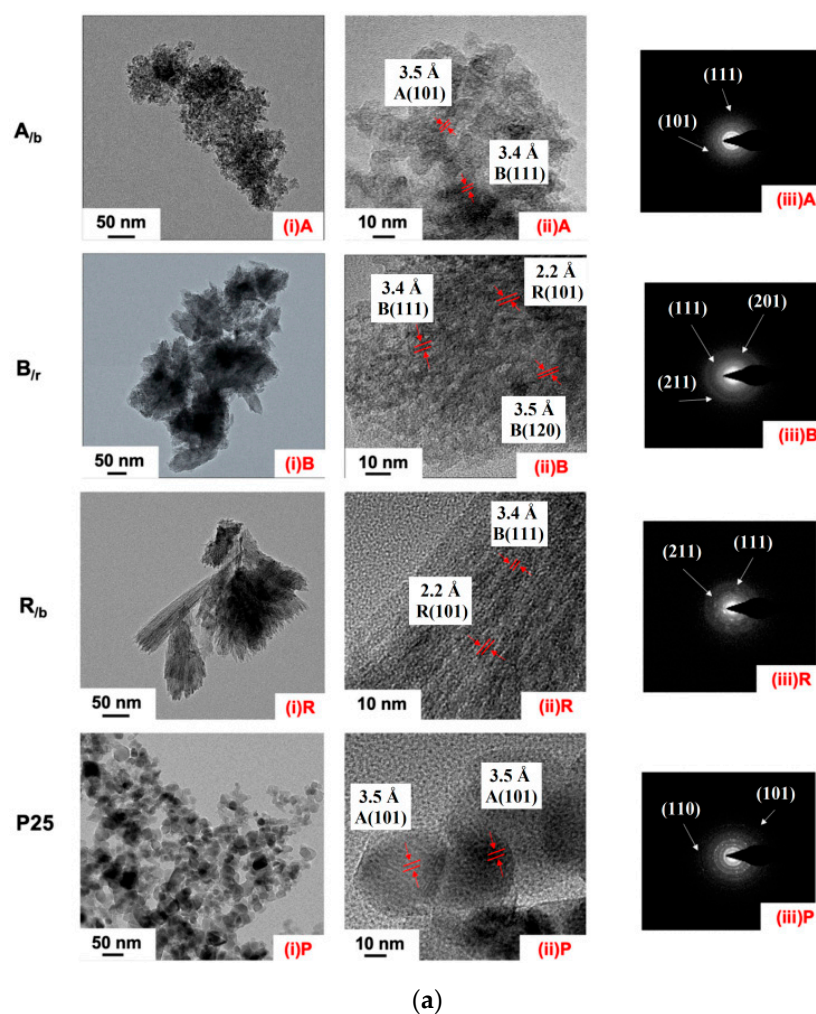 A/b
50 nm
(i)A
3.5 Å
A(101)
3.4 Å
B(111)
10 nm
(ii)A
(111)
(101)
(iii)A
B/r
50 nm
(i)B
3.4 Å
B(111)
2.2 Å
R(101)
3.5 Å
B(120)
10 nm
(ii)B
(111)
(201)
(211)
(iii)B
R/b
50 nm
(i)R
3.4 Å
B(111)
2.2 Å
R(101)
10 nm
(ii)R
(211)
(111)
(iii)R
P25
50 nm
(i)P
3.5 Å
A(101)
3.5 Å
A(101)
10 nm
(ii)P
(110)
(101)
(iii)P
(a)